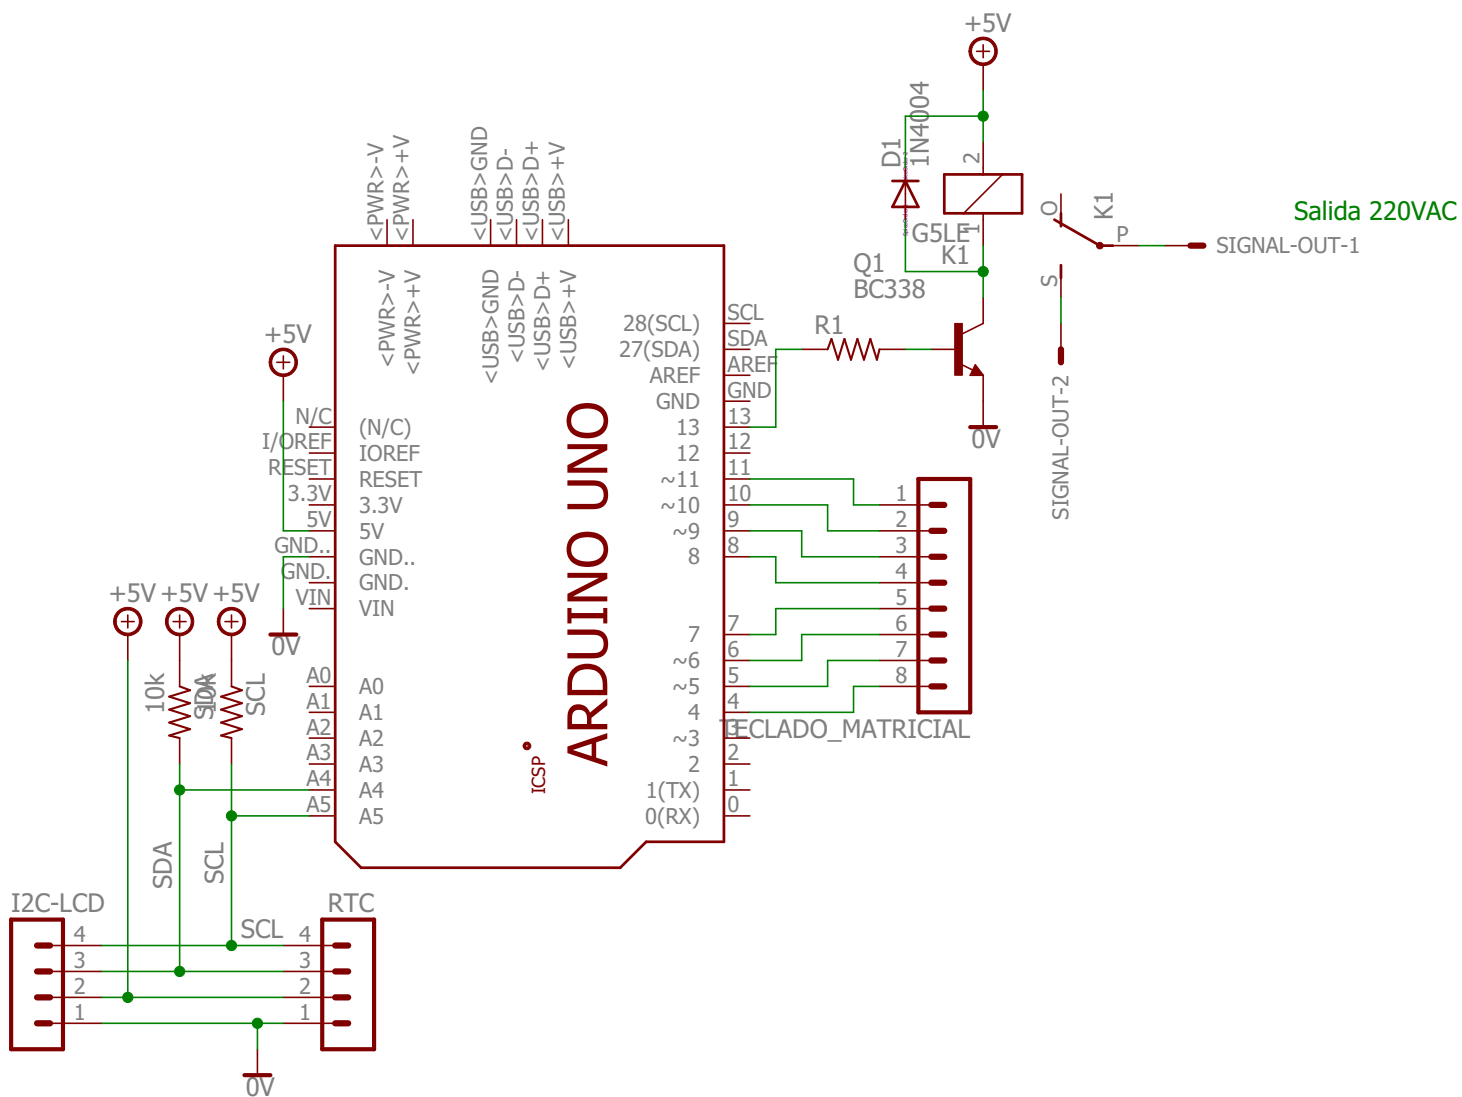 +5V
D1
1N4004
2
1
G5LE
K1
O
S
K1
P
Salida 220VAC
SIGNAL-OUT-1
SIGNAL-OUT-2
Q1
BC338
R1
0V
<PWR>-V
<PWR>+V
<USB>GND
<USB>D-
<USB>D+
<USB>+V
<PWR>-V
<PWR>+V
<USB>GND
<USB>D-
<USB>D+
<USB>+V
+5V
N/C
I/OREF
RESET
3.3V
5V
GND..
GND.
VIN
(N/C)
IOREF
RESET
3.3V
5V
GND..
GND.
VIN
0V
A0
A1
A2
A3
A4
A5
A0
A1
A2
A3
A4
A5
ARDUINO UNO
ICSP
28(SCL)
27(SDA)
AREF
GND
13
12
~11
~10
~9
8
7
~6
~5
4
~3
2
1(TX)
0(RX)
SCL
SDA
AREF
GND
13
12
11
10
9
8
7
6
5
4
3
2
1
0
1
2
3
4
5
6
7
8
TECLADO_MATRICIAL
+5V +5V +5V
10k
SDA
10k
SCL
SDA
SCL
I2C-LCD
4
3
2
1
SCL
RTC
4
3
2
1
0V